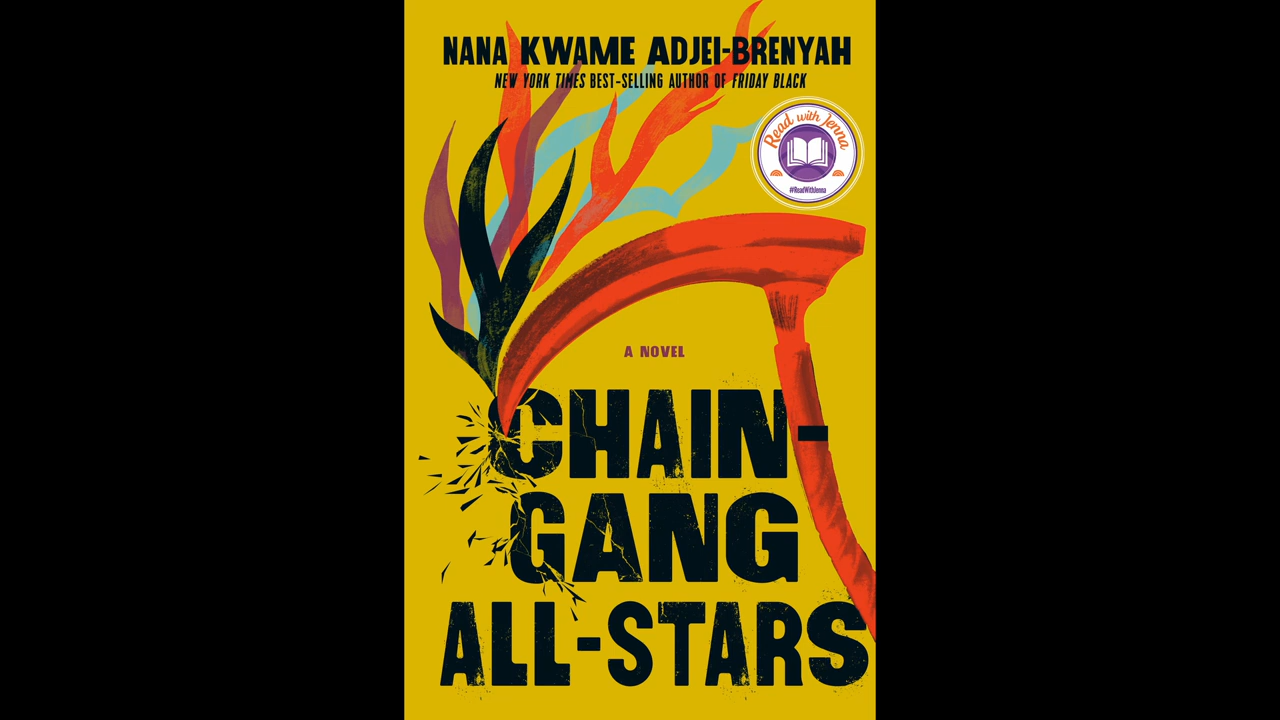 NANA KWAME ADJEI-BRENYAH
NEW YORK TIMES BEST-SELLING AUTHOR OF FRIDAY BLACK
Read with Jenna
#ReadWithJenna
A NOVEL
CHAIN-
GANG
ALL-STARS